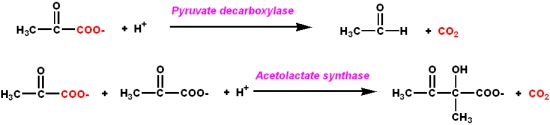 O
H₃C C COO- + H⁺ Pyruvate decarboxylase O
H₃C C H + CO₂
O O OH
H₃C C COO- + H₃C C COO- + H⁺ Acetolactate synthase H₃C C C COO- + CO₂
CH₃